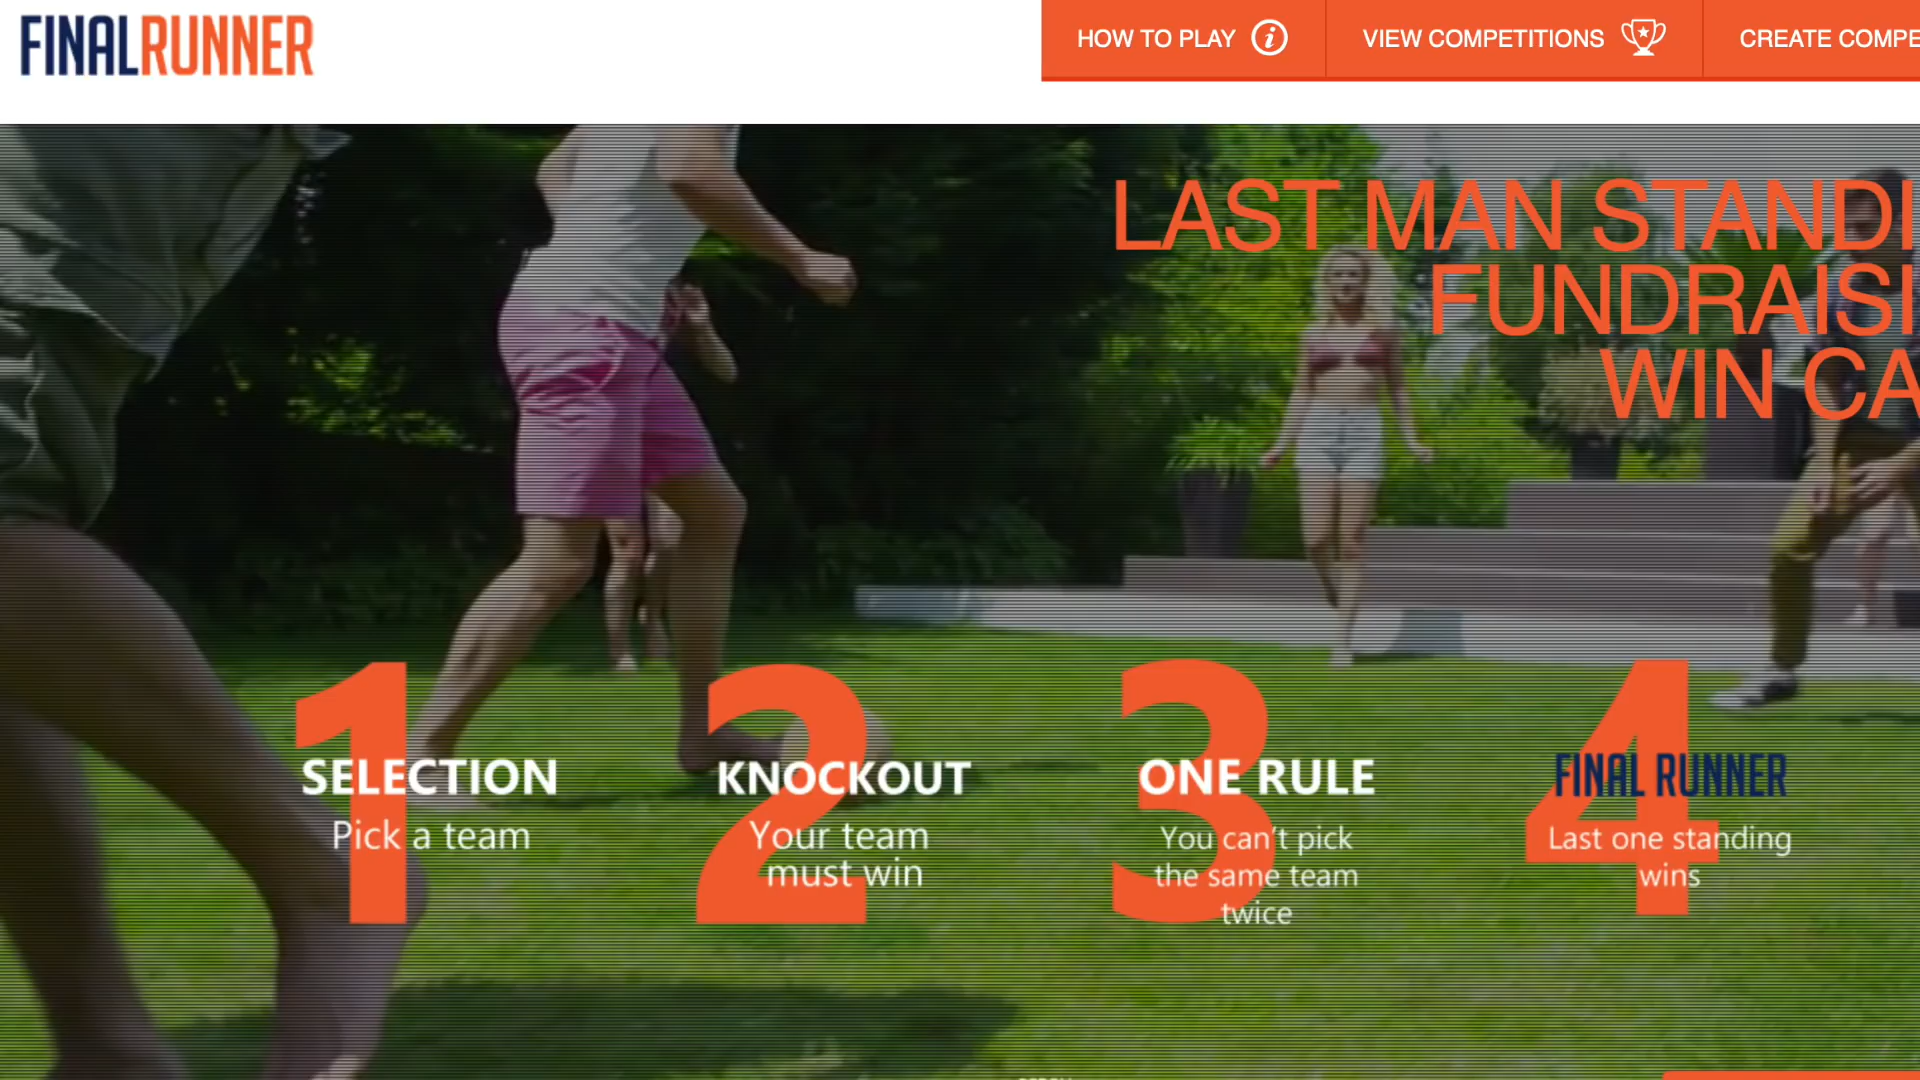 FINALRUNNER
HOW TO PLAY
VIEW COMPETITIONS
CREATE COMPE
LAST MAN STANDI
FUNDRAISI
WIN CA
1
SELECTION
Pick a team
2
KNOCKOUT
Your team
must win
3
ONE RULE
You can't pick
the same team
twice
4
FINAL RUNNER
Last one standing
wins